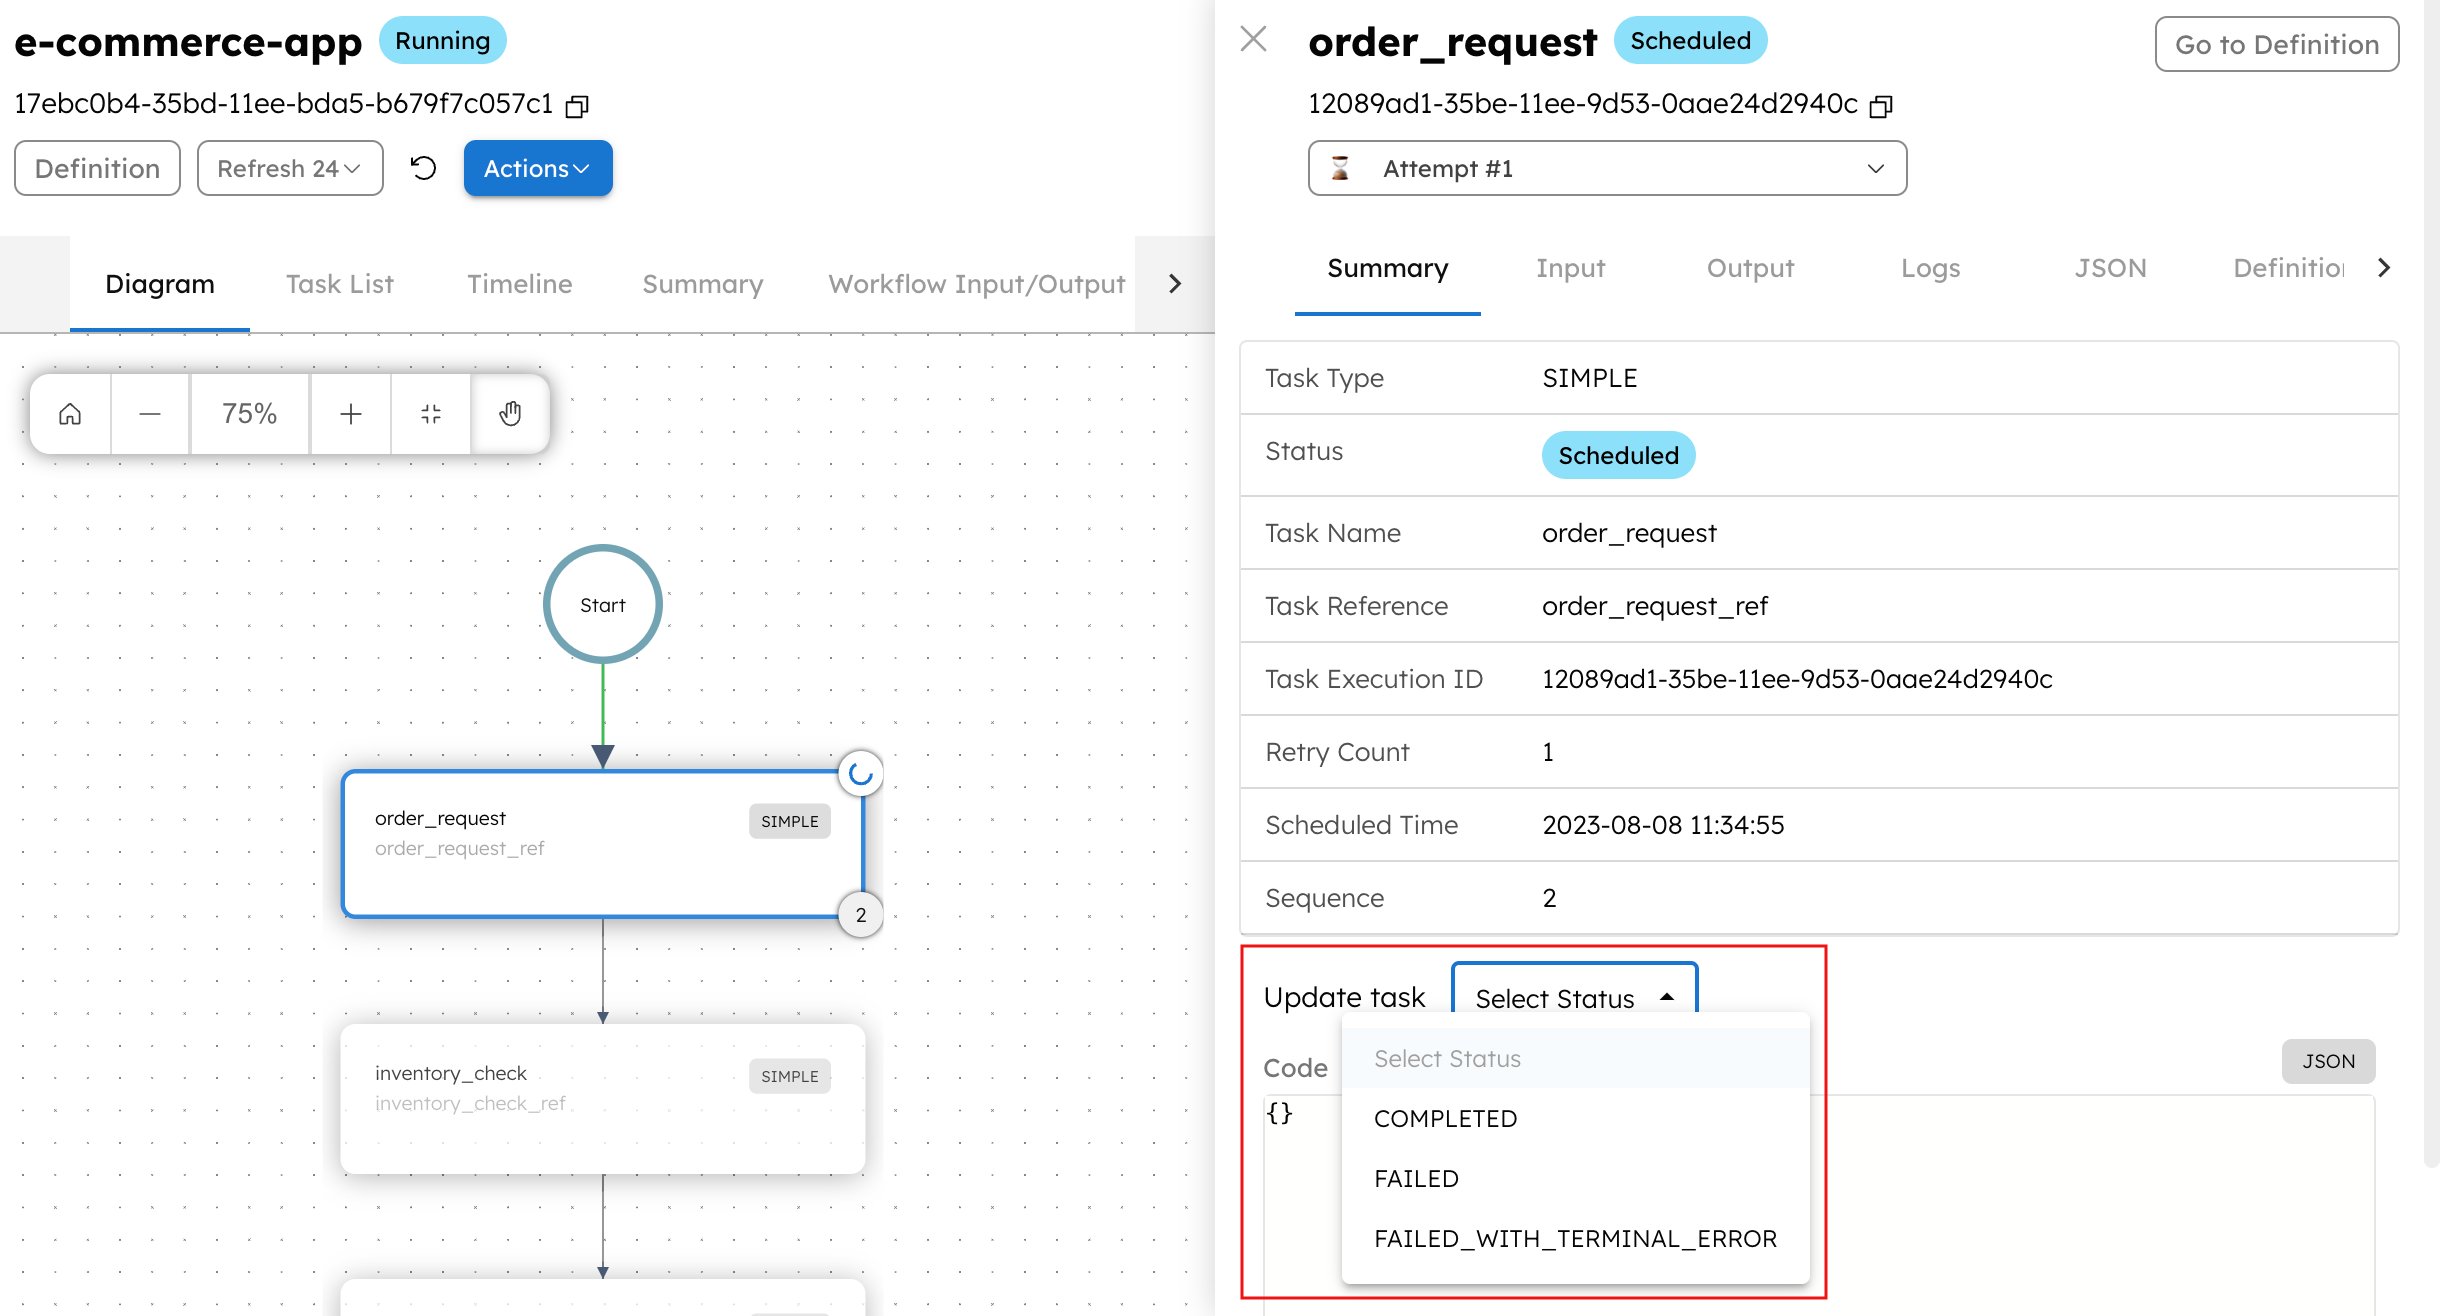 e-commerce-app Running
17ebc0b4-35bd-11ee-bda5-b679f7c057c1
Definition Refresh 24 Actions
Diagram Task List Timeline Summary Workflow Input/Output
75%
Start
order_request SIMPLE
order_request_ref
2
inventory_check SIMPLE
inventory_check_ref
order_request Scheduled Go to Definition
12089ad1-35be-11ee-9d53-0aae24d2940c
Attempt #1
Summary Input Output Logs JSON Definition
Task Type SIMPLE
Status Scheduled
Task Name order_request
Task Reference order_request_ref
Task Execution ID 12089ad1-35be-11ee-9d53-0aae24d2940c
Retry Count 1
Scheduled Time 2023-08-08 11:34:55
Sequence 2
Update task Select Status
Code JSON
{}
Select Status
COMPLETED
FAILED
FAILED_WITH_TERMINAL_ERROR